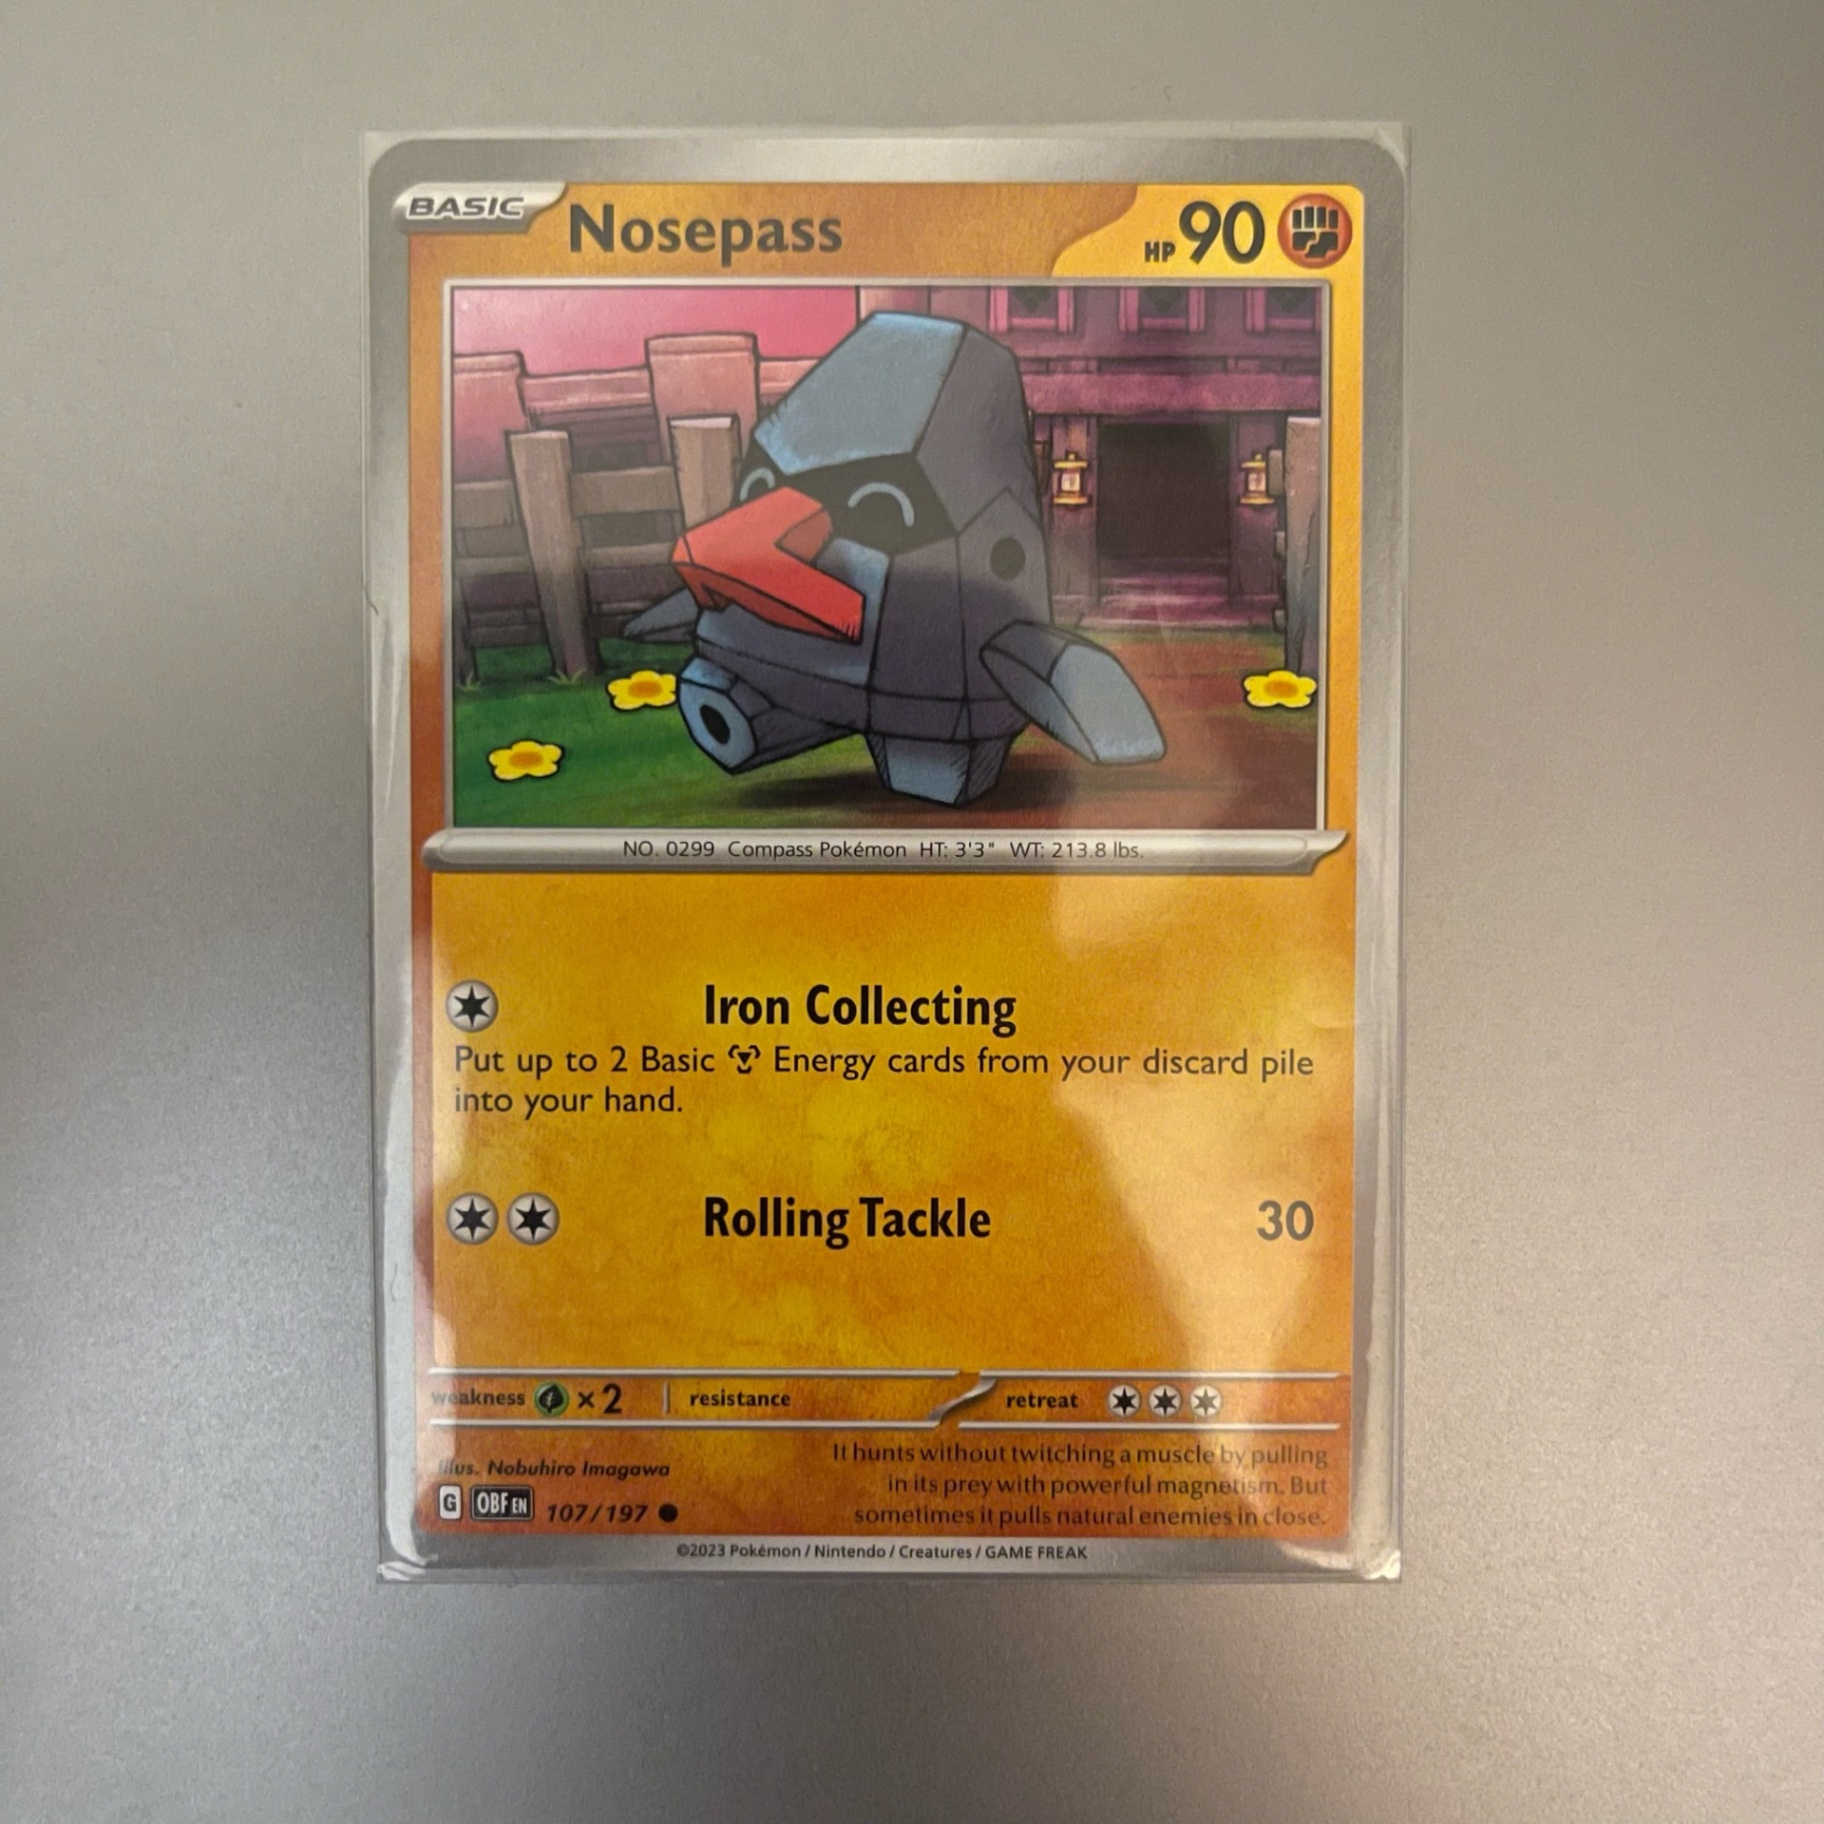 BASIC Nosepass HP 90
NO. 0299 Compass Pokémon HT: 3'3" WT: 213.8 lbs.
Iron Collecting
Put up to 2 Basic Energy cards from your discard pile
into your hand.
Rolling Tackle 30
weakness ×2 resistance retreat
Illus. Nobuhiro Imagawa
G OBF EN 107/197
It hunts without twitching a muscle by pulling
in its prey with powerful magnetism. But
sometimes it pulls natural enemies in close.
©2023 Pokémon / Nintendo / Creatures / GAME FREAK